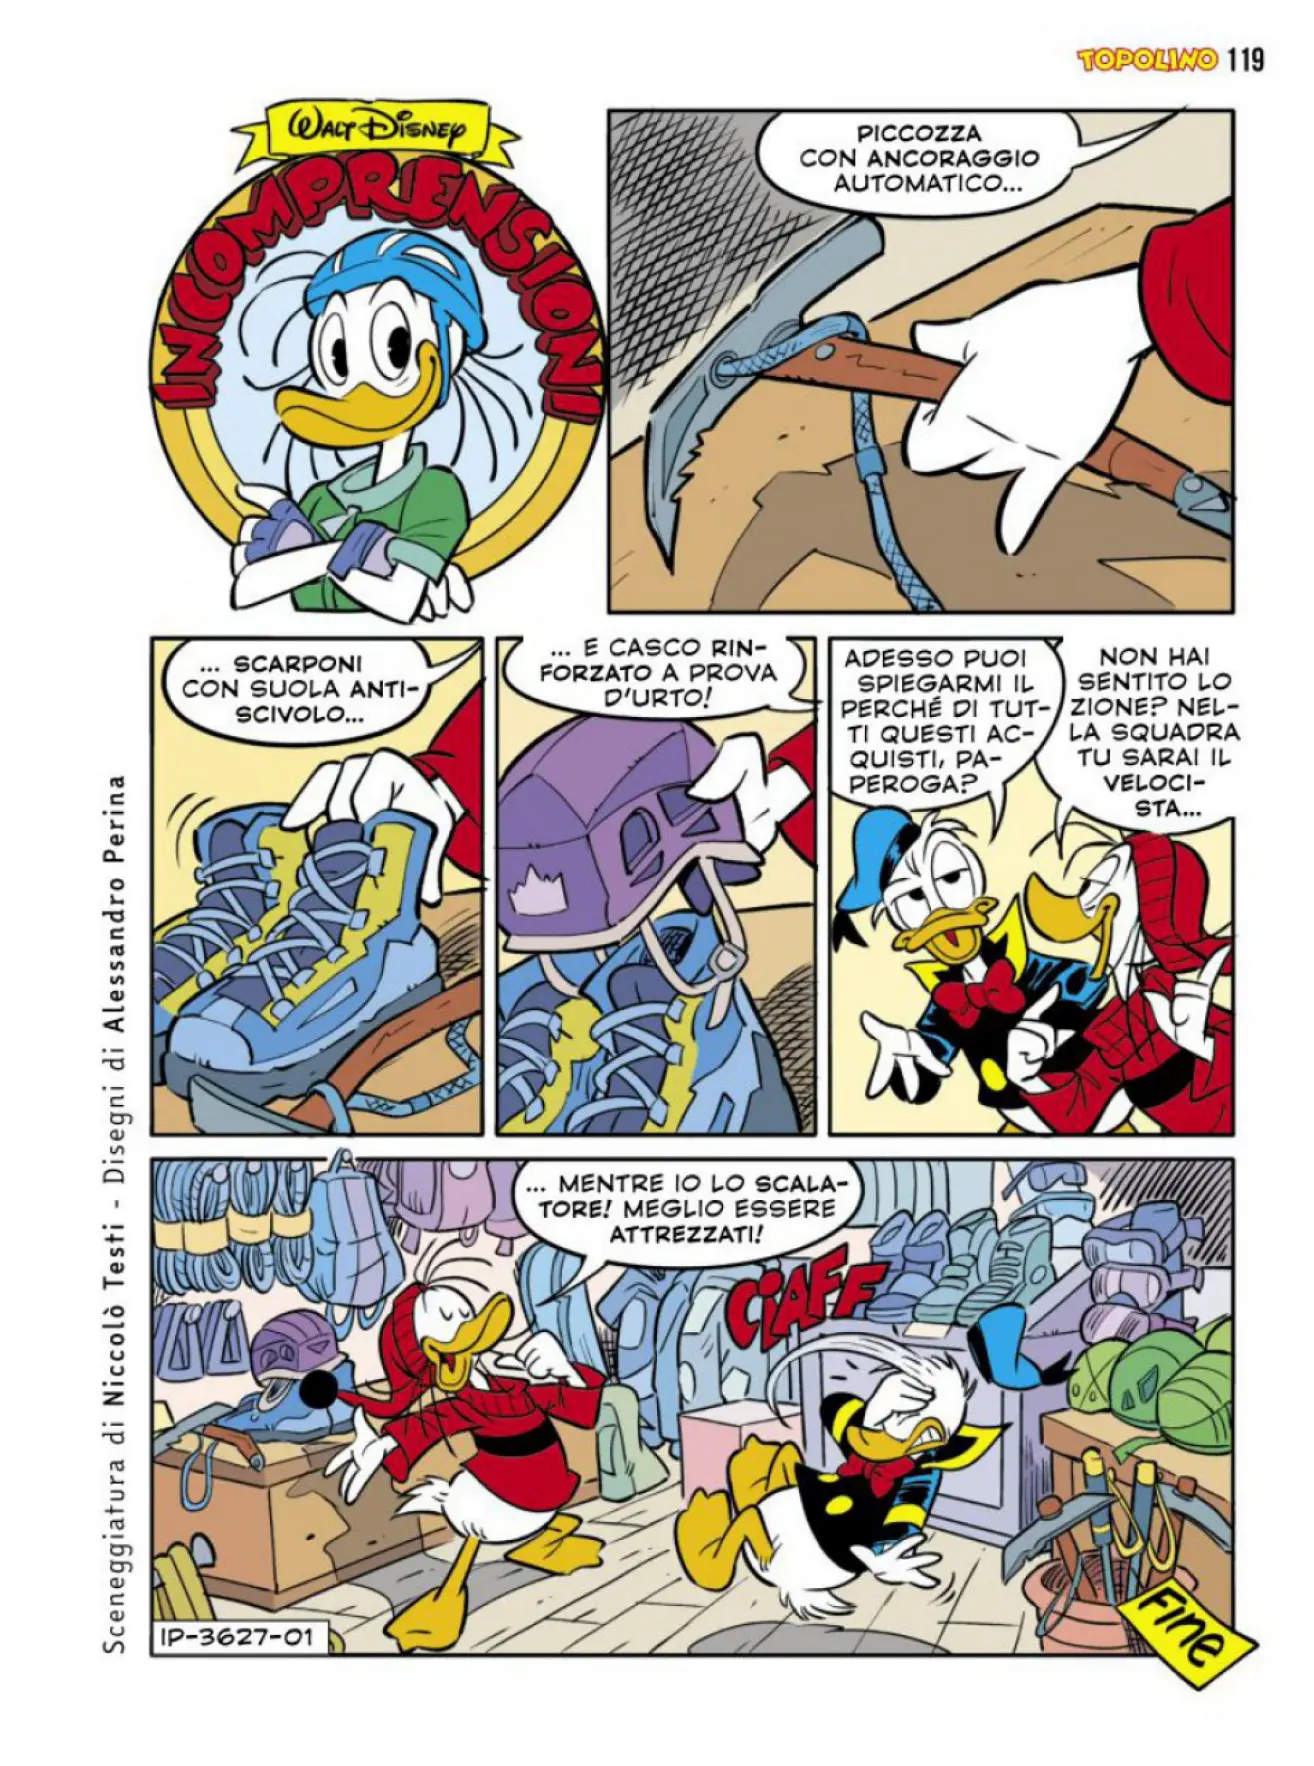 TOPOLINO 119
WALT DISNEY
INCOMPRENSIONI
PICCOZZA
CON ANCORAGGIO
AUTOMATICO...
... SCARPONI
CON SUOLA ANTI-
SCIVOLO...
... E CASCO RIN-
FORZATO A PROVA
D'URTO!
ADESSO PUOI
SPIEGARMI IL
PERCHÉ DI TUT-
TI QUESTI AC-
QUISTI, PA-
PEROGA?
NON HAI
SENTITO LO
ZIONE? NEL-
LA SQUADRA
TU SARAI IL
VELOCI-
STA...
... MENTRE IO LO SCALA-
TORE! MEGLIO ESSERE
ATTREZZATI!
CIAFF
IP-3627-01
Fine
Sceneggiatura di Niccolò Testi - Disegni di Alessandro Perina